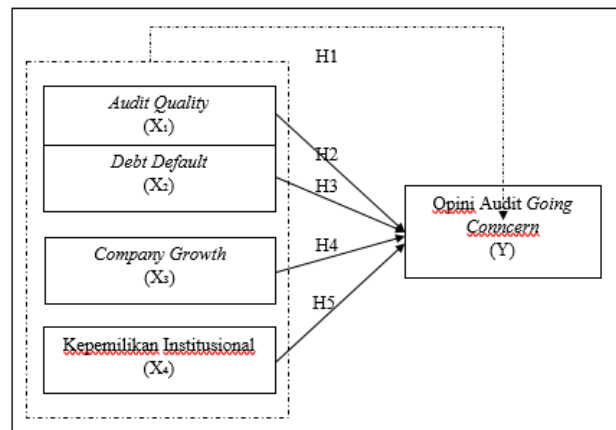 H1
Audit Quality
(X₁)
H2
Debt Default
(X₂)
H3
Opini Audit Going
Conncern
(Y)
Company Growth
(X₃)
H4
Kepemilikan Institusional
(X₄)
H5